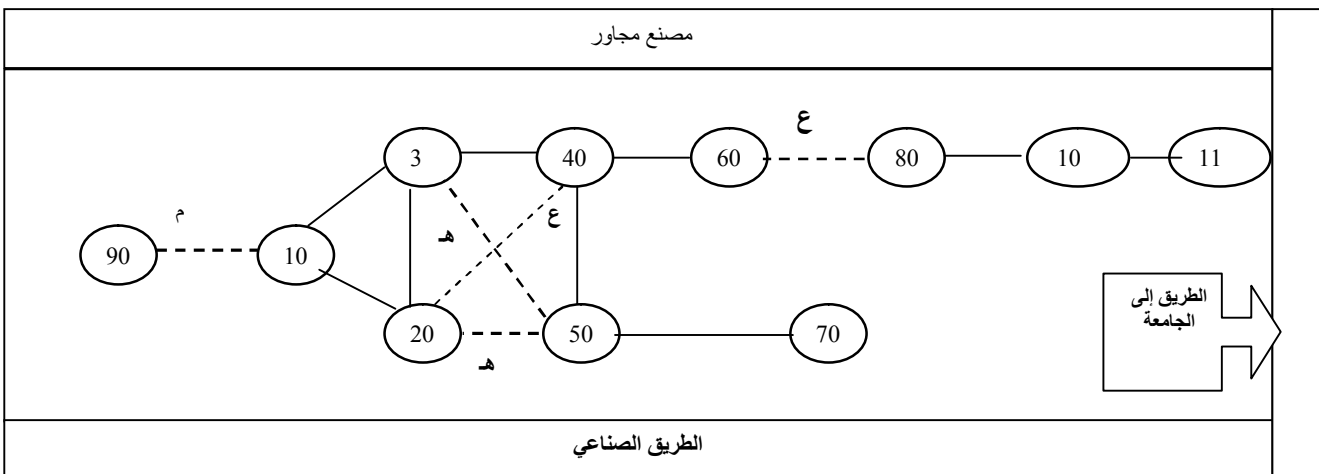 مصنع مجاور
ع
3
40
60
80
10
11
م
هـ
ع
90
10
الطريق إلى
الجامعة
20
50
70
هـ
الطريق الصناعي